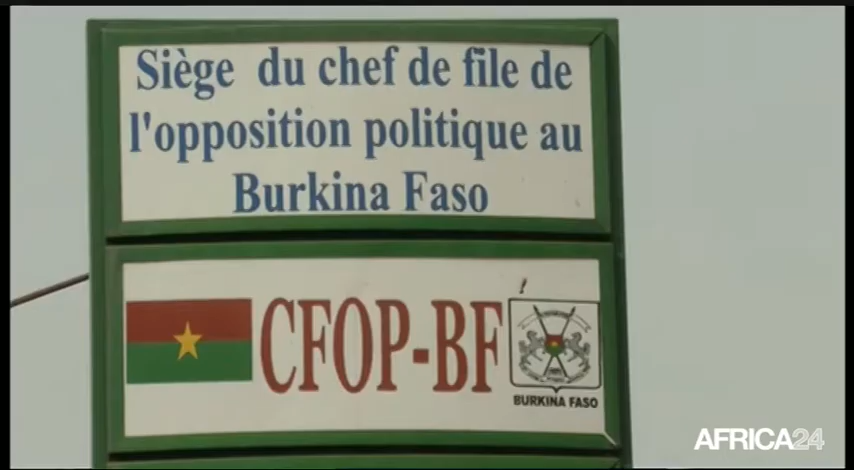 Siège du chef de file de
l'opposition politique au
Burkina Faso
CFOP-BF
BURKINA FASO
AFRICA24